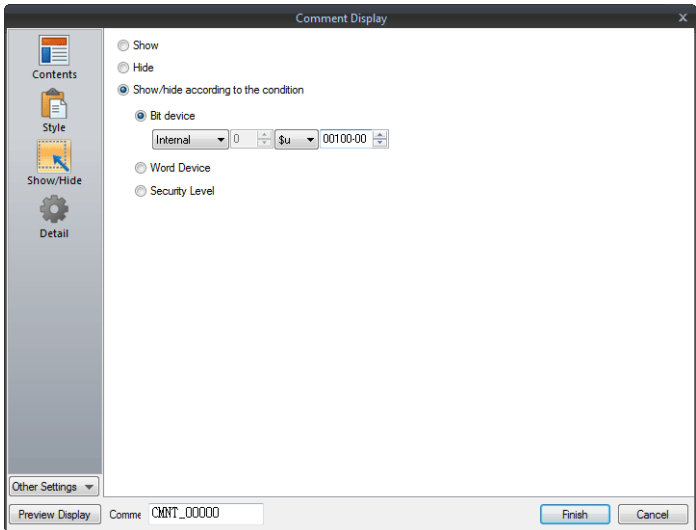 Comment Display
X
Contents
Style
Show/Hide
Detail
Show
Hide
Show/hide according to the condition
Bit device
Internal 0 $u 00100-00
Word Device
Security Level
Other Settings
Preview Display Comme CMNT_00000 Finish Cancel